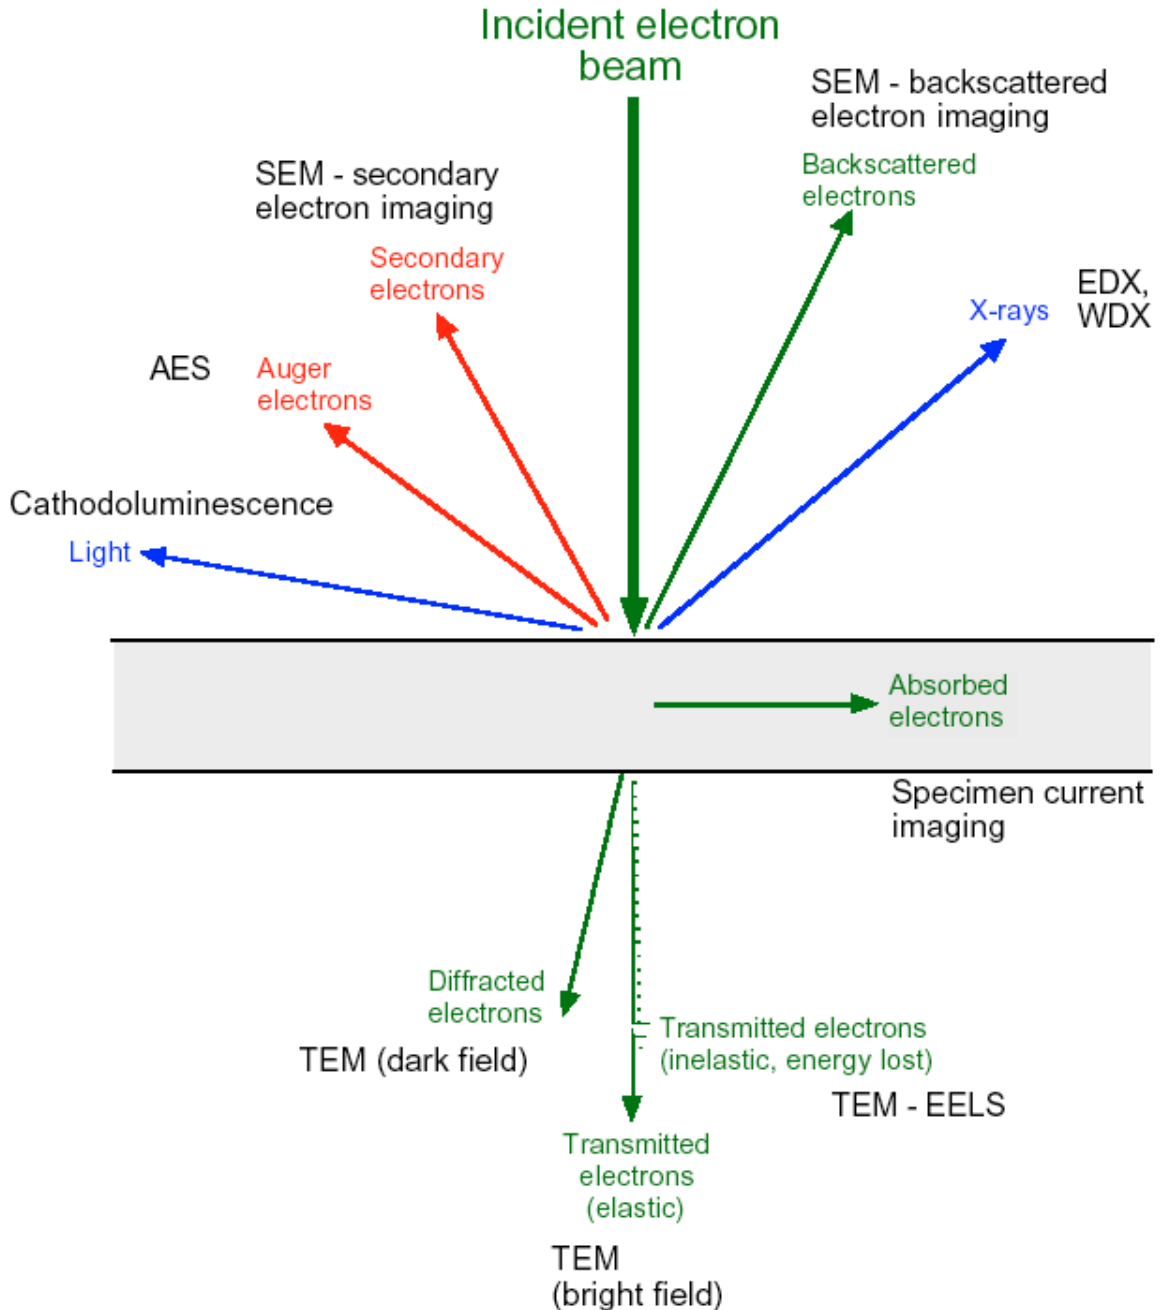 Incident electron
beam
SEM - backscattered
electron imaging
Backscattered
electrons
SEM - secondary
electron imaging
Secondary
electrons
EDX,
WDX
X-rays
AES
Auger
electrons
Cathodoluminescence
Light
Absorbed
electrons
Specimen current
imaging
Diffracted
electrons
TEM (dark field)
Transmitted electrons
(inelastic, energy lost)
TEM - EELS
Transmitted
electrons
(elastic)
TEM
(bright field)